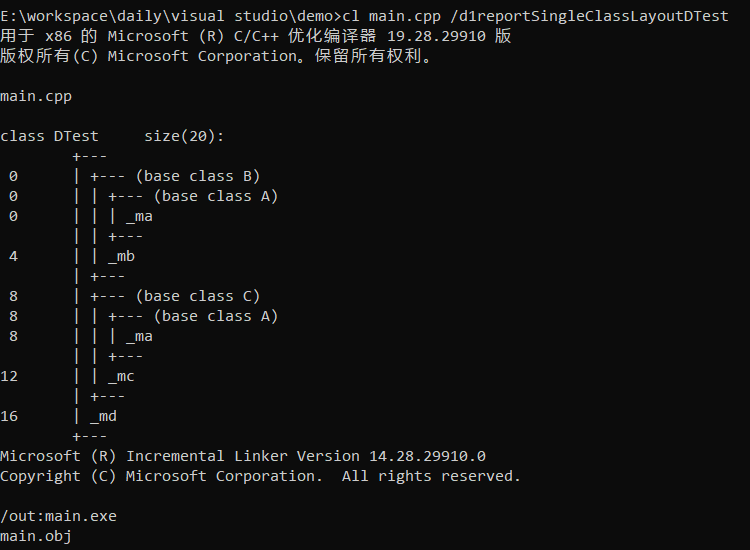 E:\workspace\daily\visual studio\demo>cl main.cpp /d1reportSingleClassLayoutDTest
用于 x86 的 Microsoft (R) C/C++ 优化编译器 19.28.29910 版
版权所有(C) Microsoft Corporation。保留所有权利。

main.cpp

class DTest     size(20):
        +---
 0      | +--- (base class B)
 0      | | +--- (base class A)
 0      | | | _ma
        | | +---
 4      | | _mb
        | +---
 8      | +--- (base class C)
 8      | | +--- (base class A)
 8      | | | _ma
        | | +---
12      | | _mc
        | +---
16      | _md
        +---
Microsoft (R) Incremental Linker Version 14.28.29910.0
Copyright (C) Microsoft Corporation.  All rights reserved.

/out:main.exe
main.obj